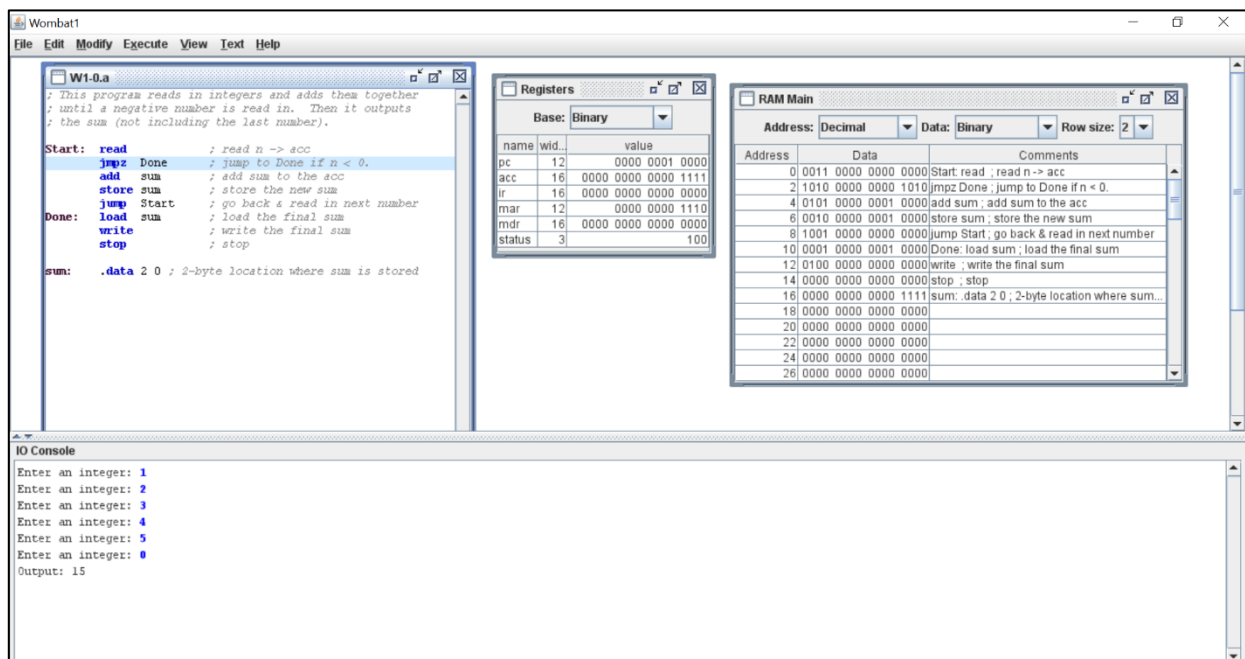 Wombat1
File Edit Modify Execute View Text Help
W1-0.a
; This program reads in integers and adds them together
; until a negative number is read in. Then it outputs
; the sum (not including the last number).
Start: read ; read n -> acc
jmpz Done ; jump to Done if n < 0.
add sum ; add sum to the acc
store sum ; store the new sum
jump Start ; go back & read in next number
Done: load sum ; load the final sum
write ; write the final sum
stop ; stop
sum: .data 2 0 ; 2-byte location where sum is stored
Registers
Base: Binary
name wid... value
pc 12 0000 0001 0000
acc 16 0000 0000 0000 1111
ir 16 0000 0000 0000 0000
mar 12 0000 0000 1110
mdr 16 0000 0000 0000 0000
status 3 100
RAM Main
Address: Decimal Data: Binary Row size: 2
Address Data Comments
0 0011 0000 0000 0000 Start: read ; read n -> acc
2 1010 0000 0000 1010 jmpz Done ; jump to Done if n < 0.
4 0101 0000 0001 0000 add sum ; add sum to the acc
6 0010 0000 0001 0000 store sum ; store the new sum
8 1001 0000 0000 0000 jump Start ; go back & read in next number
10 0001 0000 0001 0000 Done: load sum ; load the final sum
12 0100 0000 0000 0000 write ; write the final sum
14 0000 0000 0000 0000 stop ; stop
16 0000 0000 0000 1111 sum: .data 2 0 ; 2-byte location where sum...
18 0000 0000 0000 0000
20 0000 0000 0000 0000
22 0000 0000 0000 0000
24 0000 0000 0000 0000
26 0000 0000 0000 0000
IO Console
Enter an integer: 1
Enter an integer: 2
Enter an integer: 3
Enter an integer: 4
Enter an integer: 5
Enter an integer: 0
Output: 15